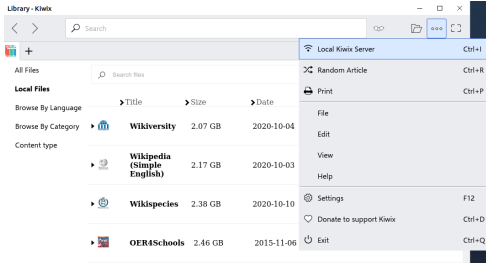 Library - Kiwix
Search
All Files
Search files
Local Files
Browse By Language
Browse By Category
Content type
Title Size Date
Wikiversity 2.07 GB 2020-10-04
Wikipedia
(Simple
English) 2.17 GB 2020-10-03
Wikispecies 2.38 GB 2020-10-10
OER4Schools 2.46 GB 2015-11-06
Local Kiwix Server Ctrl+I
Random Article Ctrl+R
Print Ctrl+P
File
Edit
View
Help
Settings F12
Donate to support Kiwix Ctrl+D
Exit Ctrl+Q